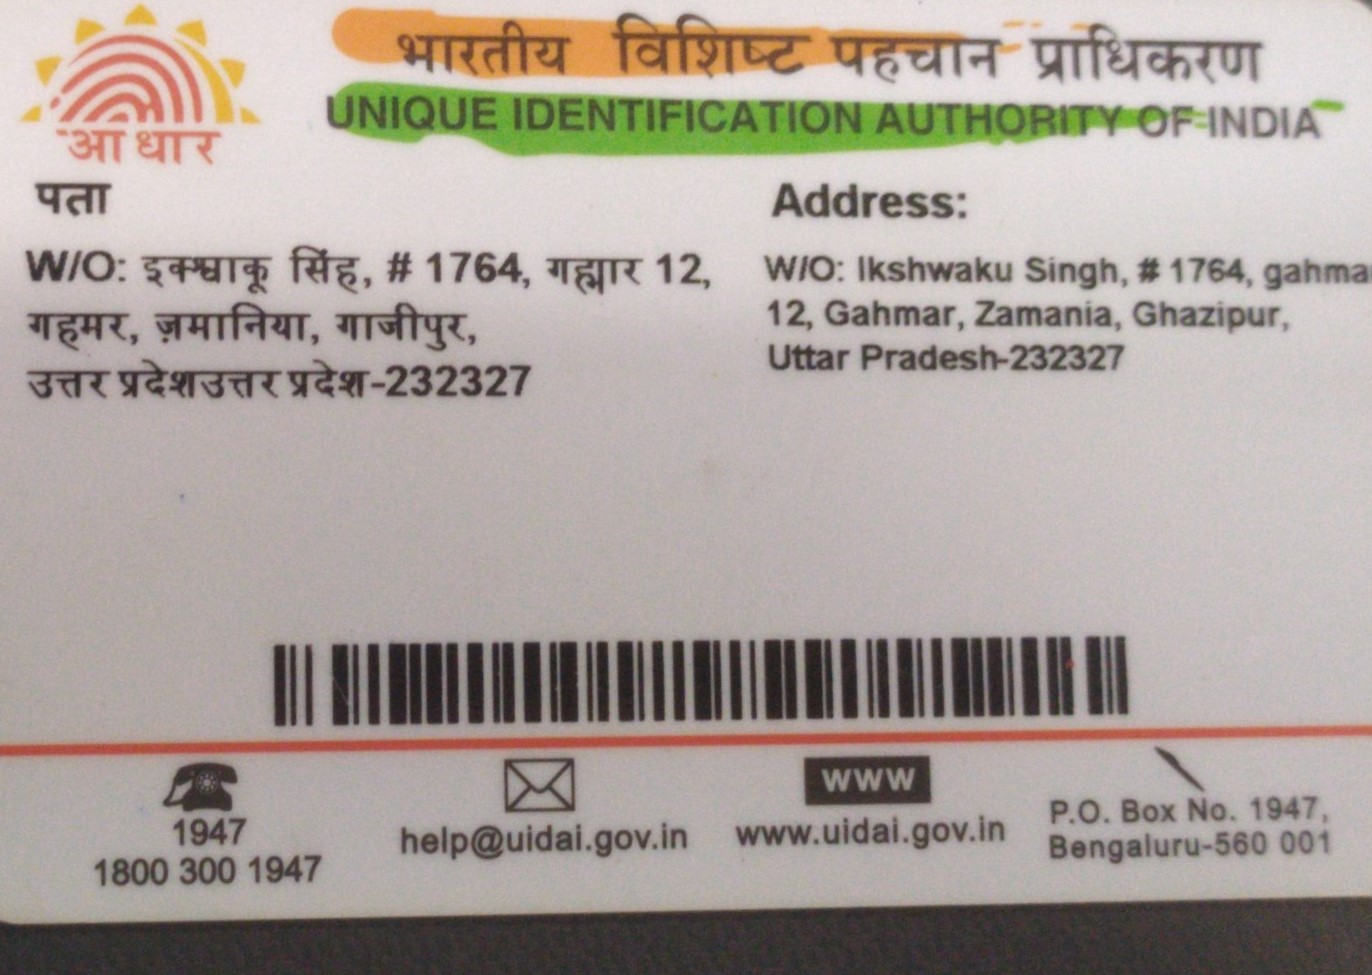 भारतीय विशिष्ट पहचान प्राधिकरण
UNIQUE IDENTIFICATION AUTHORITY OF INDIA
आधार
पता
W/O: इक्श्वाकू सिंह, # 1764, गह्मार 12,
गहमर, ज़मानिया, गाजीपुर,
उत्तर प्रदेशउत्तर प्रदेश-232327
Address:
W/O: Ikshwaku Singh, # 1764, gahma
12, Gahmar, Zamania, Ghazipur,
Uttar Pradesh-232327
1947
1800 300 1947
help@uidai.gov.in
www
www.uidai.gov.in
P.O. Box No. 1947,
Bengaluru-560 001